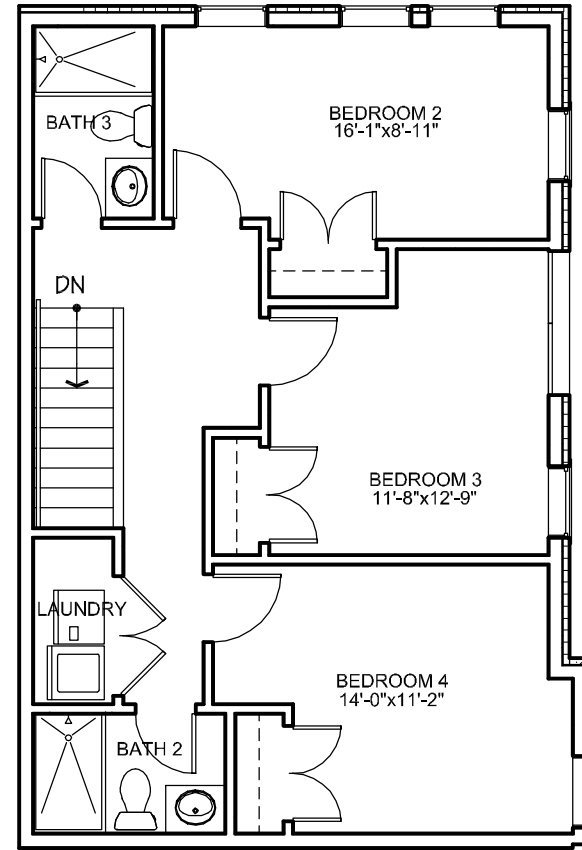 BEDROOM 2
16'-1"x8'-11"
BATH 3
DN
BEDROOM 3
11'-8"x12'-9"
LAUNDRY
BEDROOM 4
14'-0"x11'-2"
BATH 2